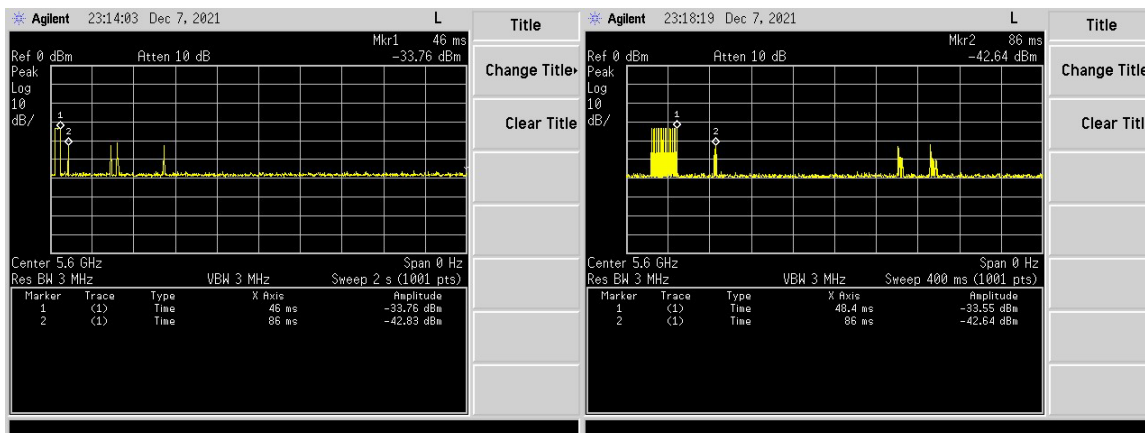 Agilent 23:14:03 Dec 7, 2021 L
Title
Mkr1 46 ms
Ref 0 dBm Atten 10 dB -33.76 dBm
Peak
Log
10
dB/
1
2
Change Title
Clear Title
Center 5.6 GHz Span 0 Hz
Res BW 3 MHz VBW 3 MHz Sweep 2 s (1001 pts)
Marker Trace Type X Axis Amplitude
1 (1) Time 46 ms -33.76 dBm
2 (1) Time 86 ms -42.83 dBm
Agilent 23:18:19 Dec 7, 2021 L
Title
Mkr2 86 ms
Ref 0 dBm Atten 10 dB -42.64 dBm
Peak
Log
10
dB/
1
2
Change Title
Clear Titl
Center 5.6 GHz Span 0 Hz
Res BW 3 MHz VBW 3 MHz Sweep 400 ms (1001 pts)
Marker Trace Type X Axis Amplitude
1 (1) Time 48.4 ms -33.55 dBm
2 (1) Time 86 ms -42.64 dBm